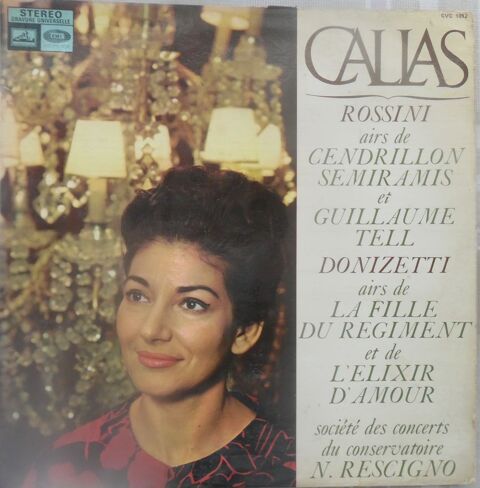 STEREO
GRAVURE UNIVERSELLE
EMI
CALLAS
ROSSINI
airs de
CENDRILLON
SEMIRAMIS
et
GUILLAUME
TELL
DONIZETTI
airs de
LA FILLE
DU REGIMENT
et de
L'ELIXIR
D'AMOUR
société des concerts
du conservatoire
N. RESCIGNO